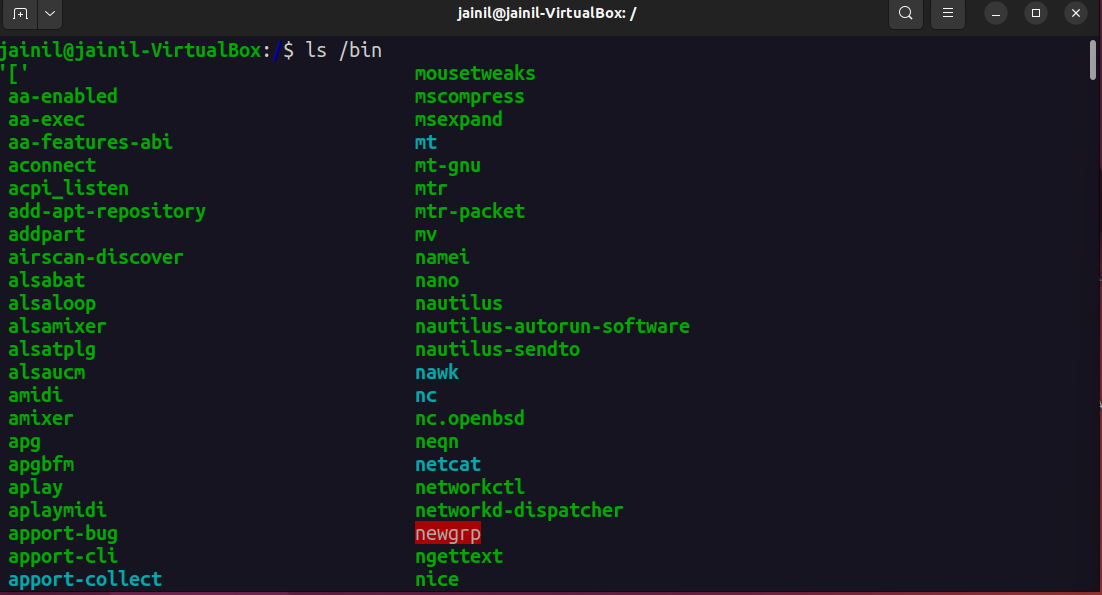 jainil@jainil-VirtualBox: /
jainil@jainil-VirtualBox:/$ ls /bin
'[' mousetweaks
aa-enabled mscompress
aa-exec msexpand
aa-features-abi mt
aconnect mt-gnu
acpi_listen mtr
add-apt-repository mtr-packet
addpart mv
airscan-discover namei
alsabat nano
alsaloop nautilus
alsamixer nautilus-autorun-software
alsatplg nautilus-sendto
alsaucm nawk
amidi nc
amixer nc.openbsd
apg neqn
apgbfm netcat
aplay networkctl
aplaymidi networkd-dispatcher
apport-bug newgrp
apport-cli ngettext
apport-collect nice